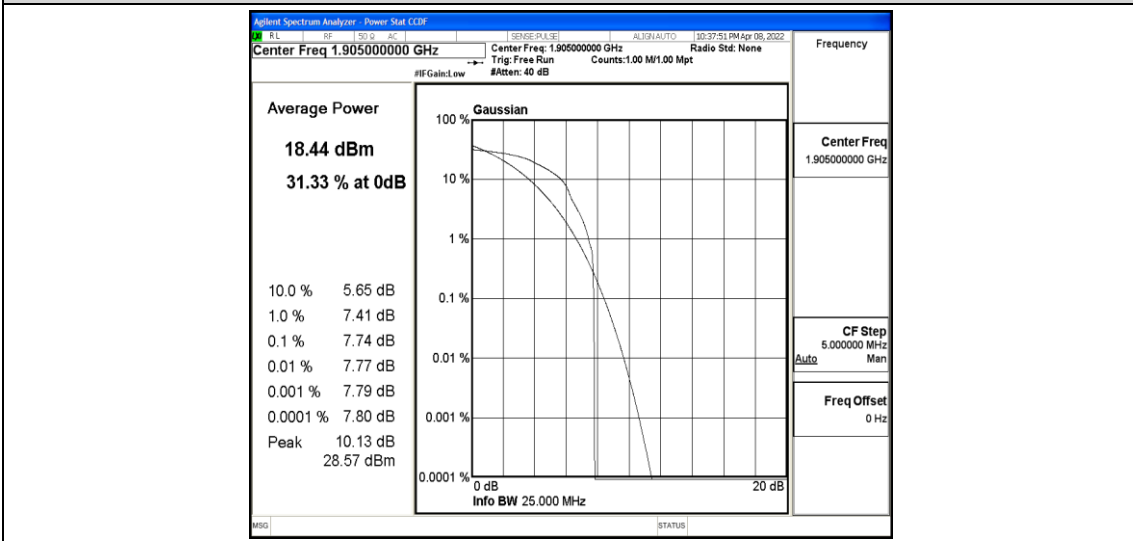 Agilent Spectrum Analyzer - Power Stat CCDF
LXI RL RF 50 Ω AC SENSE:PULSE ALIGN AUTO 10:37:51 PM Apr 08, 2022
Center Freq 1.905000000 GHz
Center Freq: 1.905000000 GHz Radio Std: None
Trig: Free Run Counts:1.00 M/1.00 Mpt
#IFGain:Low #Atten: 40 dB
Frequency
Average Power
18.44 dBm
31.33 % at 0dB
10.0 % 5.65 dB
1.0 % 7.41 dB
0.1 % 7.74 dB
0.01 % 7.77 dB
0.001 % 7.79 dB
0.0001 % 7.80 dB
Peak 10.13 dB
28.57 dBm
Gaussian
100 %
10 %
1 %
0.1 %
0.01 %
0.001 %
0.0001 %
0 dB 20 dB
Info BW 25.000 MHz
Center Freq
1.905000000 GHz
CF Step
5.000000 MHz
Auto Man
Freq Offset
0 Hz
MSG STATUS